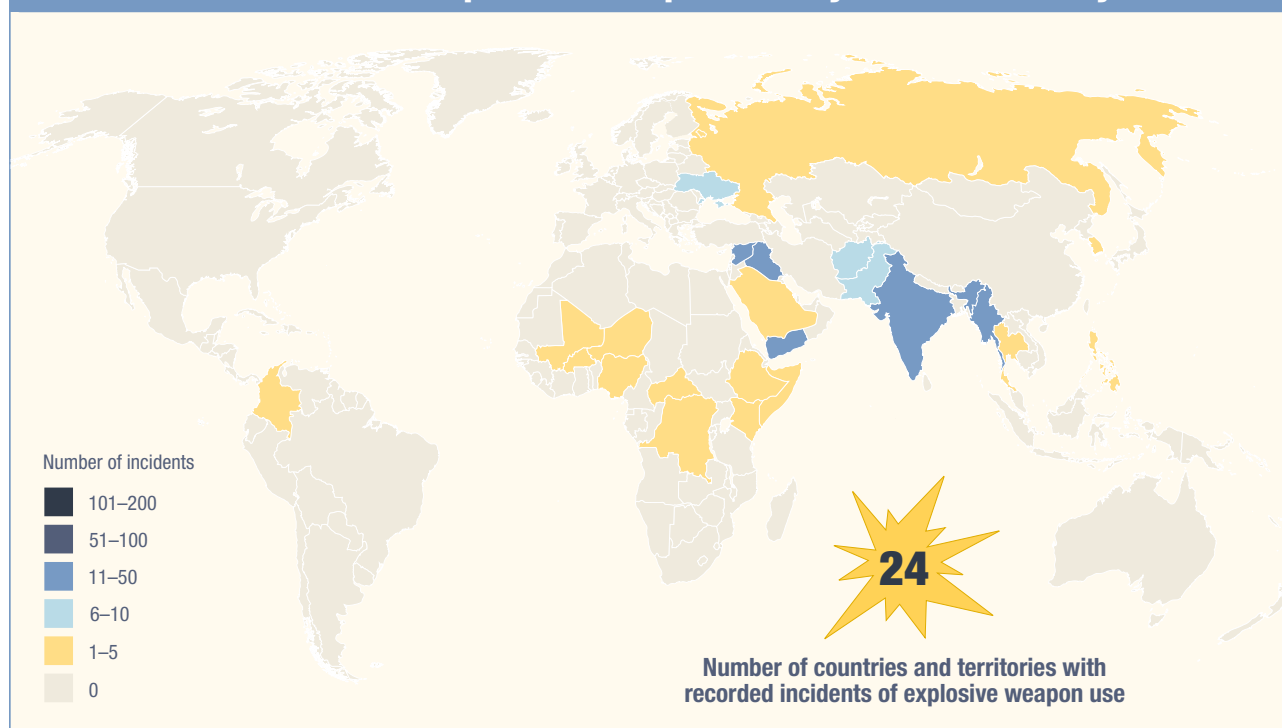 Number of incidents
101–200
51–100
11–50
6–10
1–5
0
24
Number of countries and territories with
recorded incidents of explosive weapon use